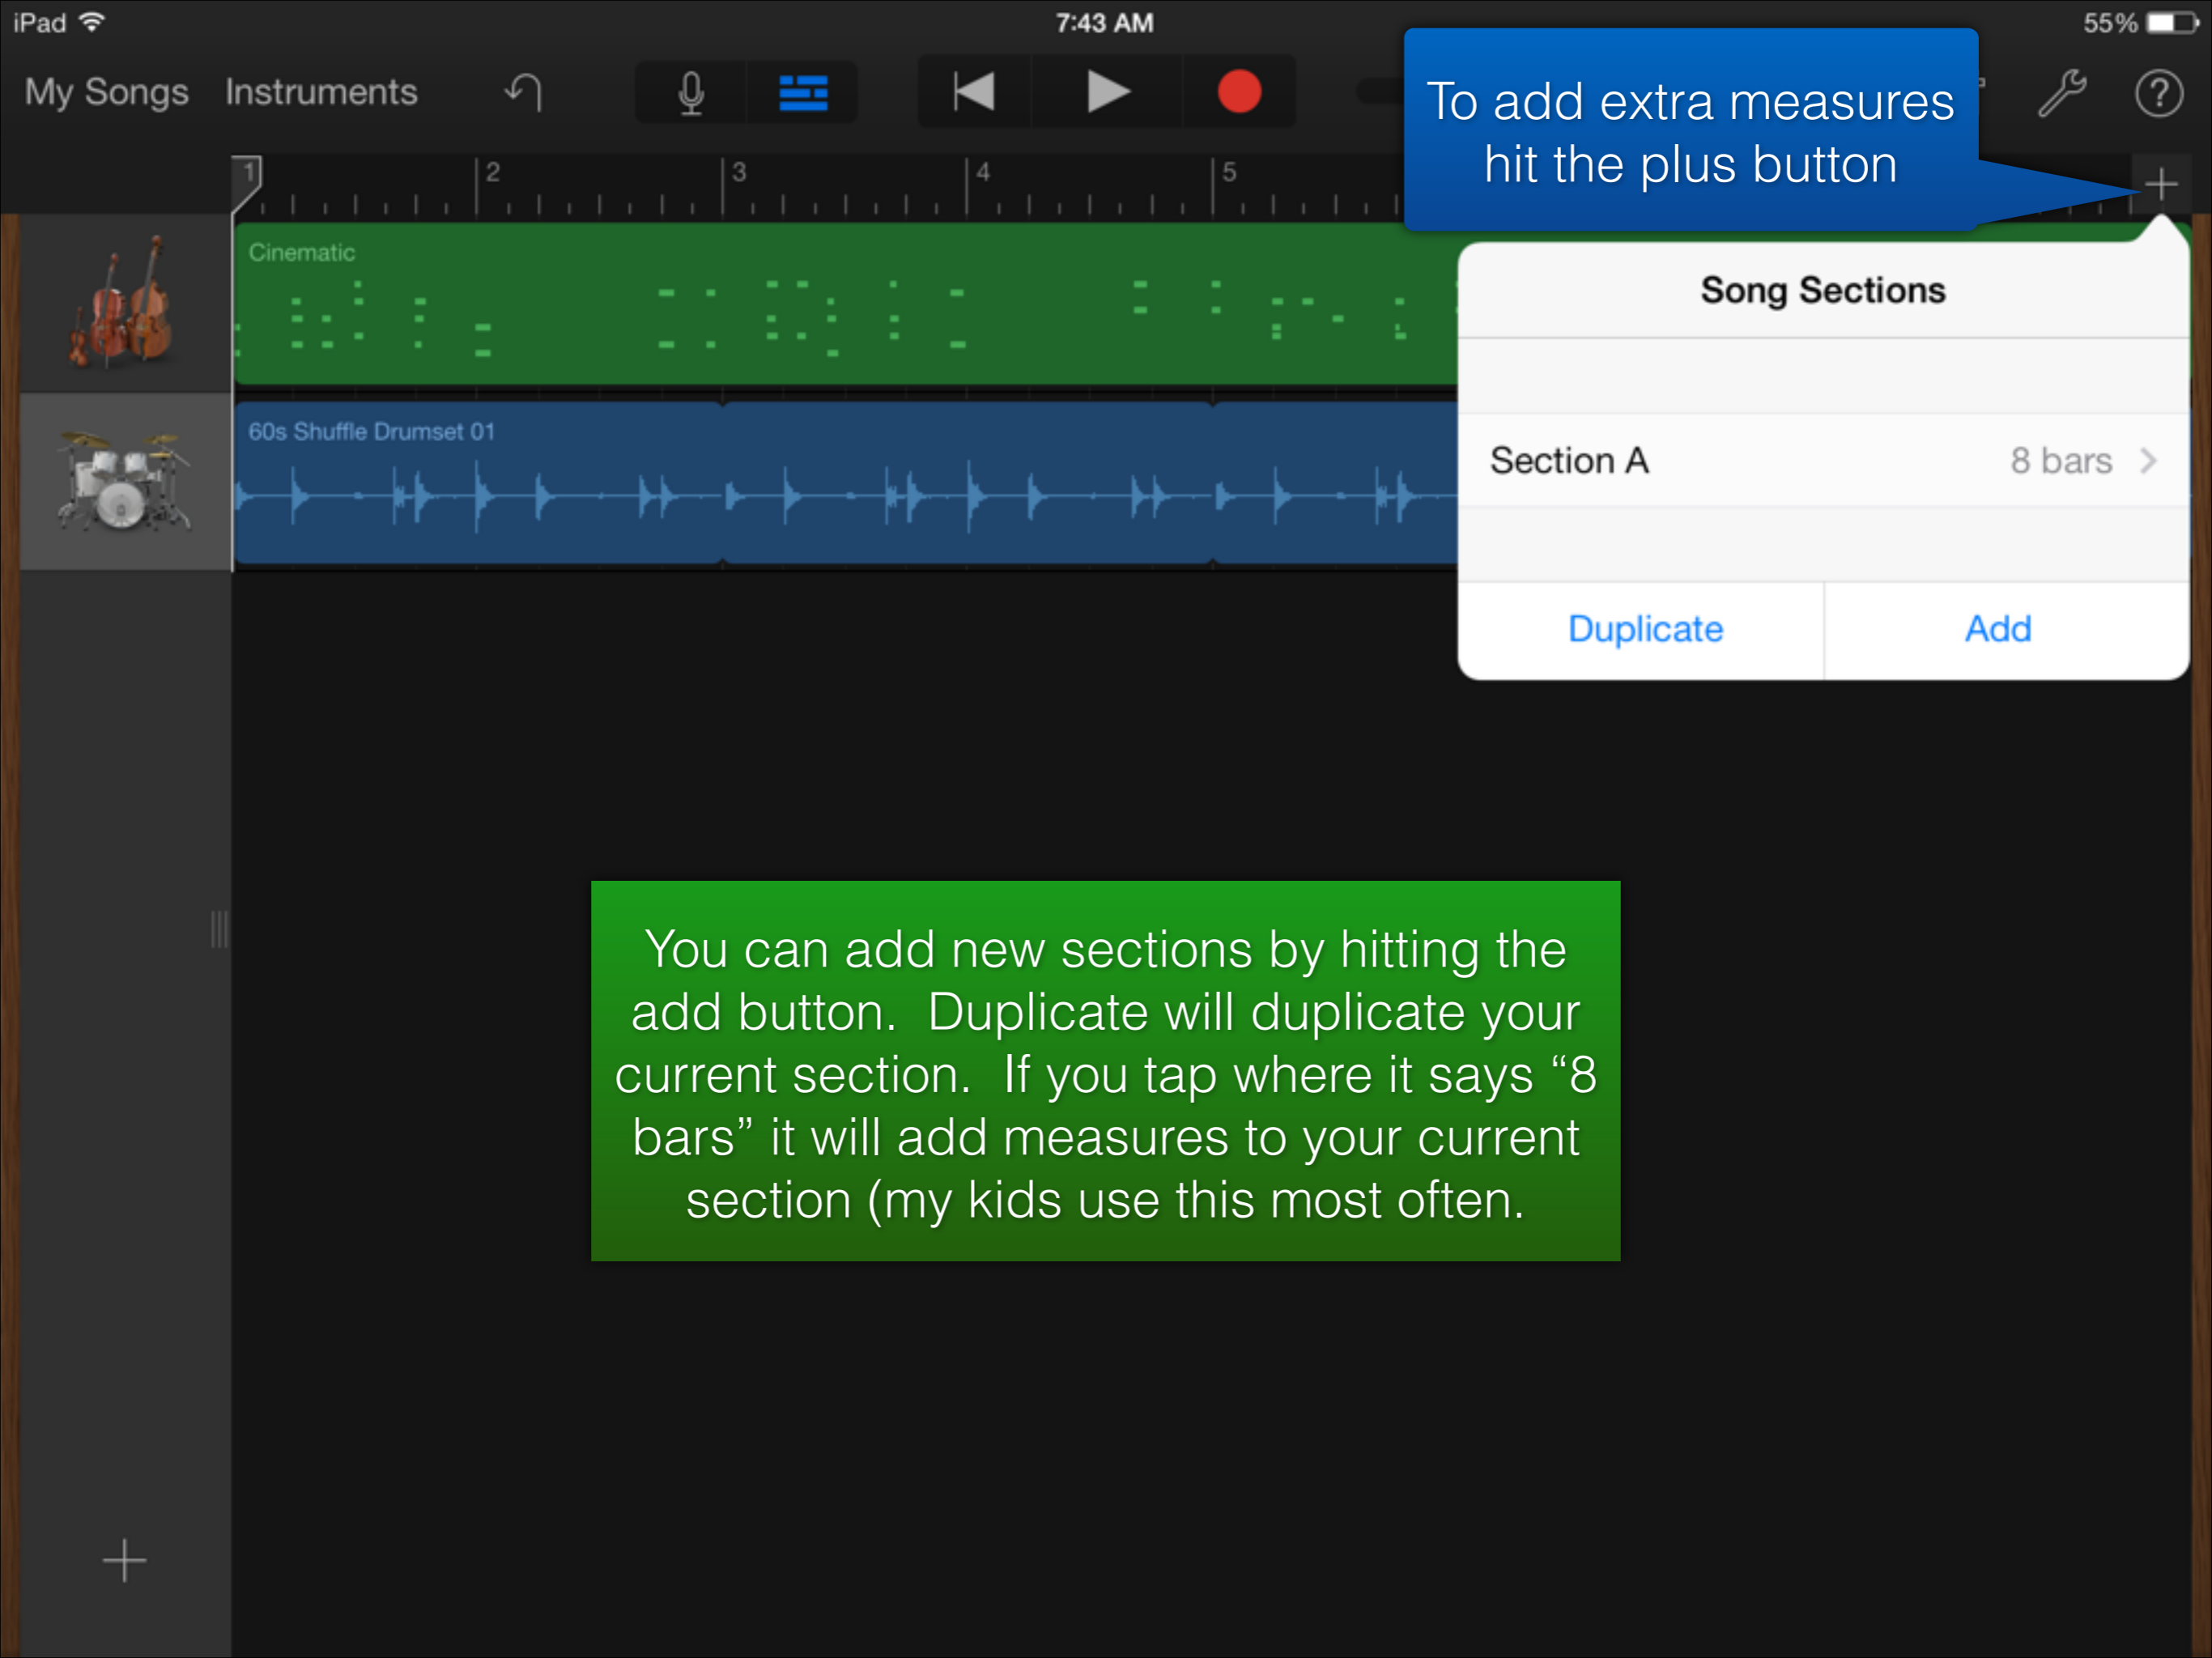 iPad
7:43 AM
55%
My Songs Instruments
?
To add extra measures
hit the plus button
1 2 3 4 5
Cinematic
Song Sections
60s Shuffle Drumset 01
Section A 8 bars
Duplicate Add
You can add new sections by hitting the
add button.  Duplicate will duplicate your
current section.  If you tap where it says “8
bars” it will add measures to your current
section (my kids use this most often.